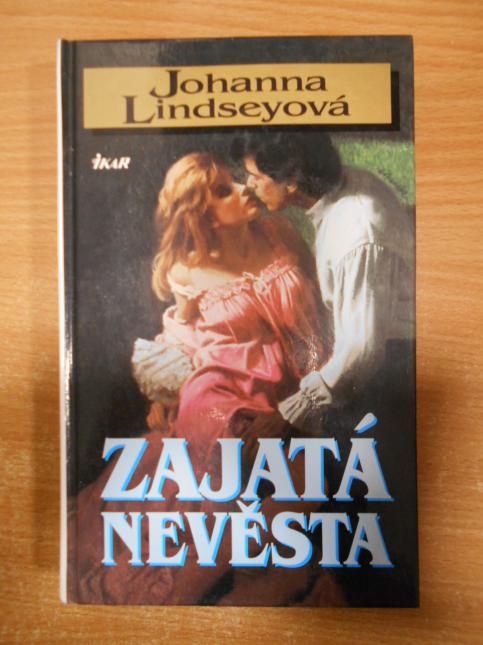 Johanna
Lindseyová
IKAR
ZAJATÁ
NEVĚSTA